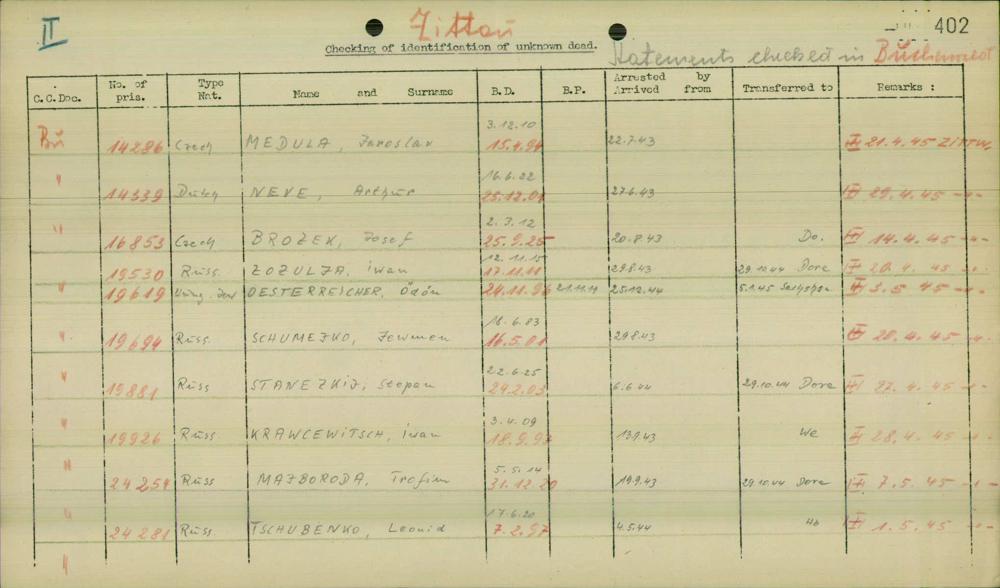 II Zittau 402
Checking of identification of unknown dead. Statements checked in Buchenwald
C.C.Doc. No. of pris. Type Nat. Name and Surname B.D. B.P. Arrested by Arrived from Transferred to Remarks :
3.12.10
Bu 14286 Czech MEDULA, Jaroslav 15.4.94 22.7.43 II 21.4.45
16.6.22
" 14339 Dutch NEVE, Arthur 25.12.01 27.6.43 29.4.45 -"-
2.3.12
" 16853 Czech BROZEK, Josef 25.9.25 20.8.43 Do. 14.4.45 -"-
12.11.15
19530 Russ. ZOZULJA, iwan 17.11.11 29.8.43 29.10.44 Dora 20.4.45 -"-
" 19619 OESTERREICHER, Ödön 24.11.96 25.12.44 5.1.45 3.5 45 -"-
18.6.83
" 19694 Russ. SCHUMEJKO, 16.5.01 29.8.43 20.4.45 -"-
22.6.25
" 19881 Russ STANEZKIJ, Stepan 24.2.03 6.6.44 29.10.44 Dora 27.4.45 -"-
3.4.09
" 19926 Russ. KRAWCEWITSCH, iwan 18.9.97 13.9.43 We 28.4.45 -"-
5.5.14
" 24254 Russ MAJBORODA, Trofim 31.12.20 19.9.43 29.10.44 Dora 7.5.45 -"-
17.6.20
" 24281 Russ. TSCHUBENKO, Leonid 7.2.97 4.5.44 1.5.45 -"-
"